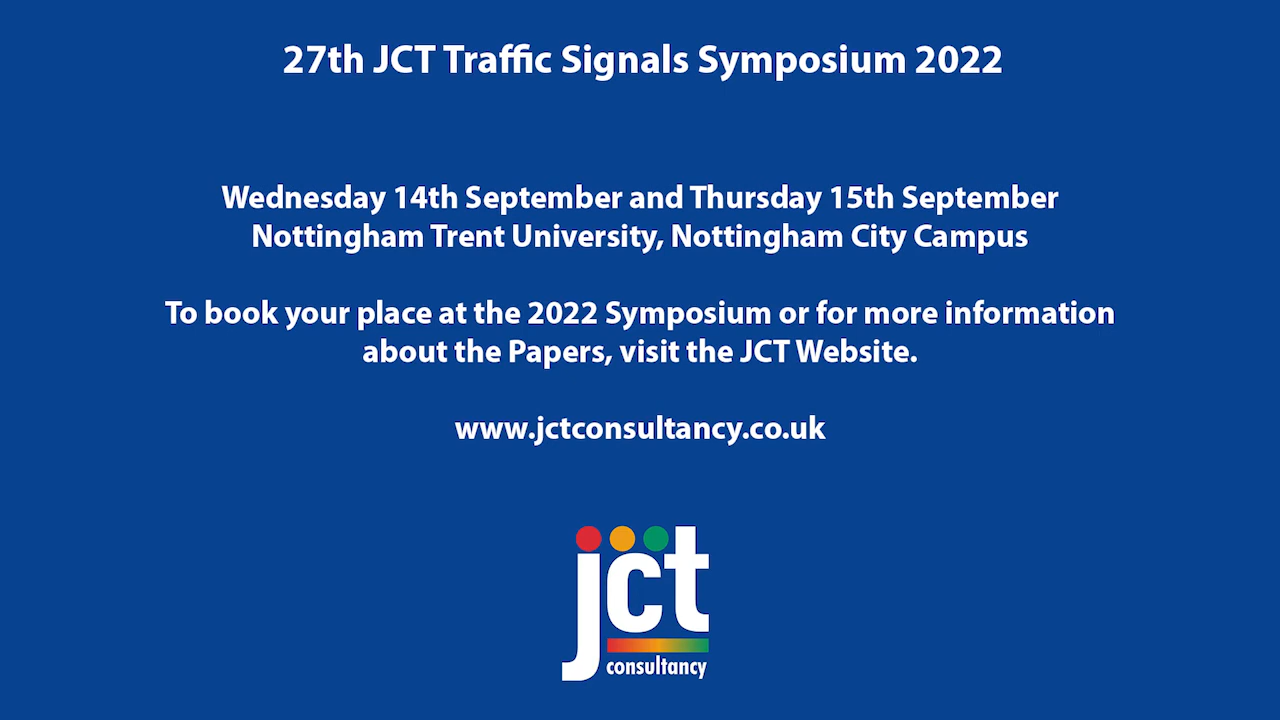 27th JCT Traffic Signals Symposium 2022
Wednesday 14th September and Thursday 15th September
Nottingham Trent University, Nottingham City Campus
To book your place at the 2022 Symposium or for more information
about the Papers, visit the JCT Website.
www.jctconsultancy.co.uk
jct
consultancy